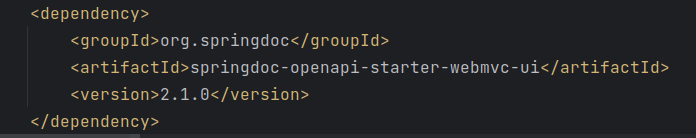 <dependency>
    <groupId>org.springdoc</groupId>
    <artifactId>springdoc-openapi-starter-webmvc-ui</artifactId>
    <version>2.1.0</version>
</dependency>